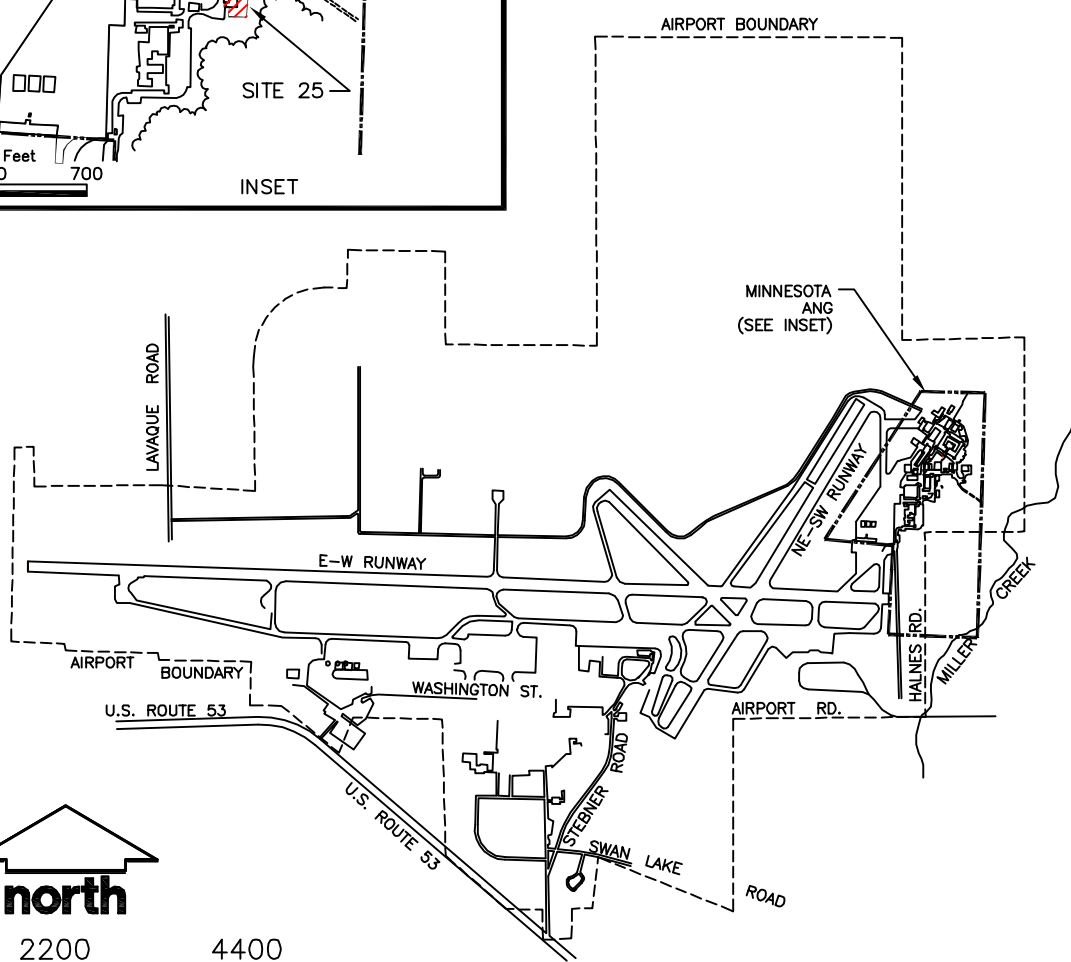 AIRPORT BOUNDARY
SITE 25
Feet
700
INSET
MINNESOTA
ANG
(SEE INSET)
LAVAQUE ROAD
NE-SW RUNWAY
E-W RUNWAY
CREEK
MILLER
HALNES RD.
AIRPORT
BOUNDARY
WASHINGTON ST.
U.S. ROUTE 53
AIRPORT RD.
STEBNER ROAD
U.S. ROUTE 53
SWAN LAKE
ROAD
north
2200 4400